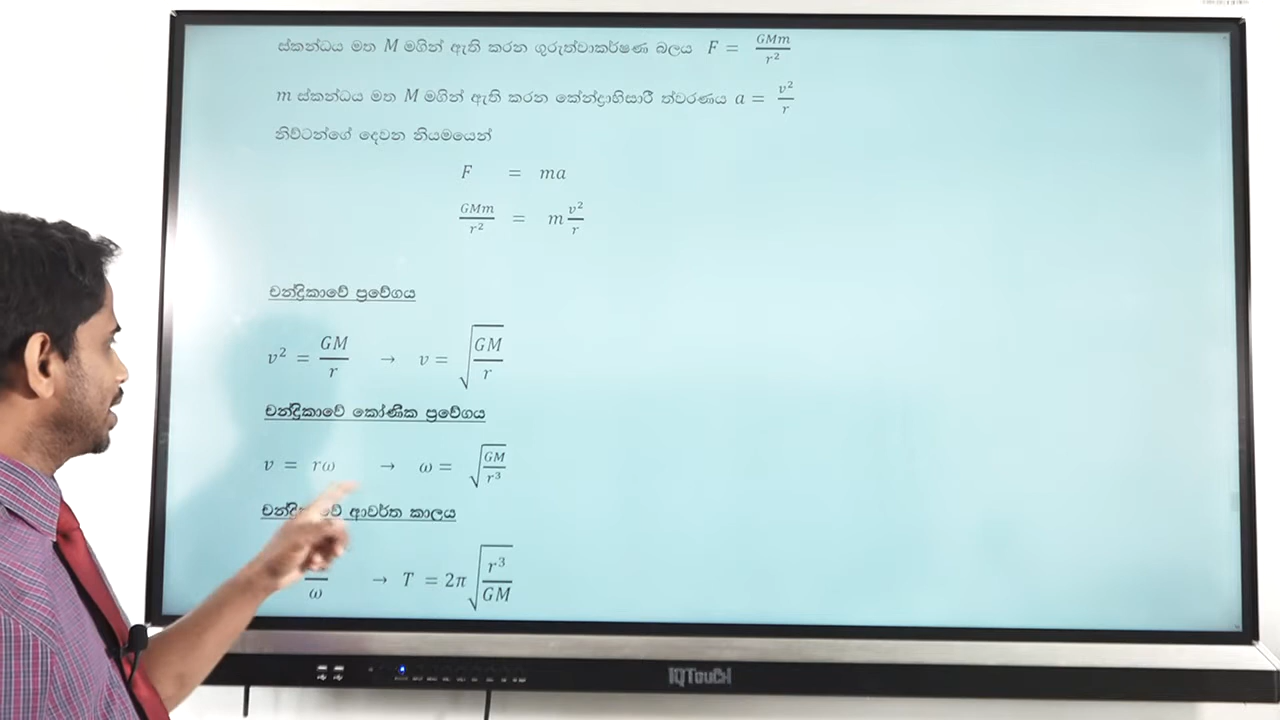 ස්කන්ධය මත M මගින් ඇති කරන ගුරුත්වාකර්ෂණ බලය F = GMm/r²
m ස්කන්ධය මත M මගින් ඇති කරන කේන්ද්‍රාභිසාරී ත්වරණය a = v²/r
නිව්ටන්ගේ දෙවන නියමයෙන්
F = ma
GMm/r² = m v²/r
චන්ද්‍රිකාවේ ප්‍රවේගය
v² = GM/r → v = √(GM/r)
චන්ද්‍රිකාවේ කෝණික ප්‍රවේගය
v = rω → ω = √(GM/r³)
ආවර්ත කාලය
ω → T = 2π√(r³/GM)
IQTouch